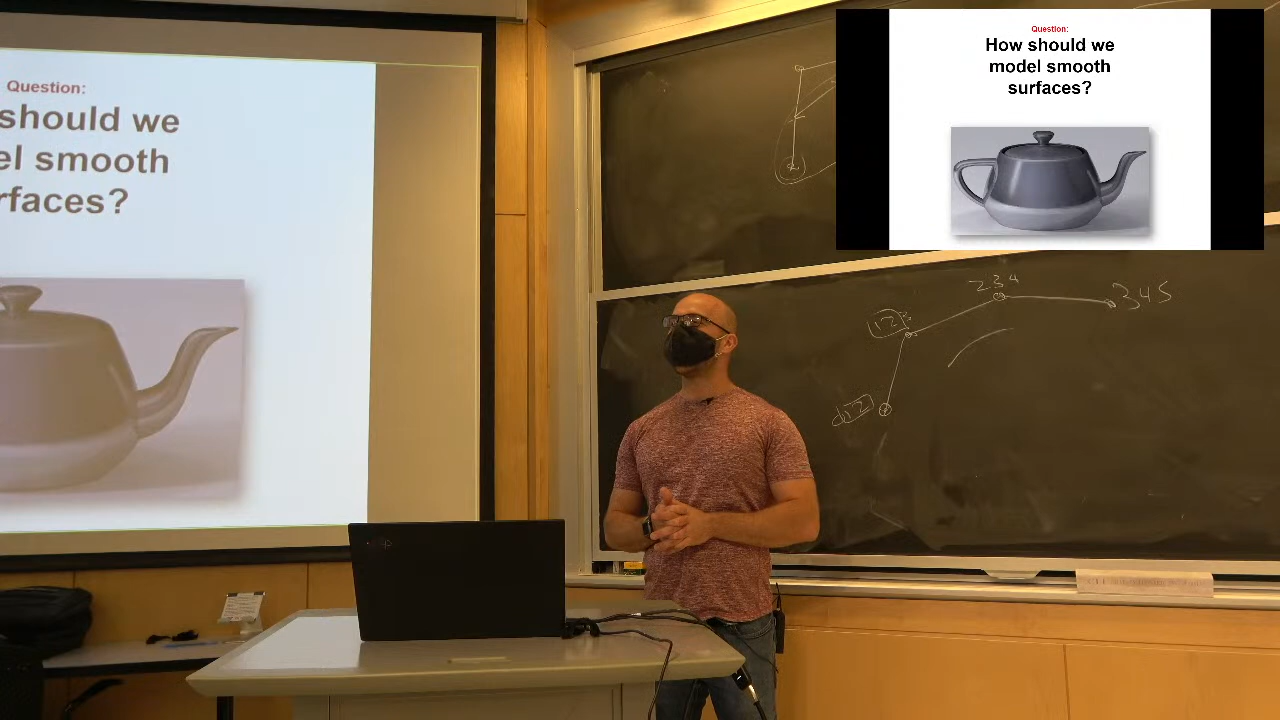 Question:
should we
el smooth
rfaces?
Question:
How should we
model smooth
surfaces?
234
345
123
012